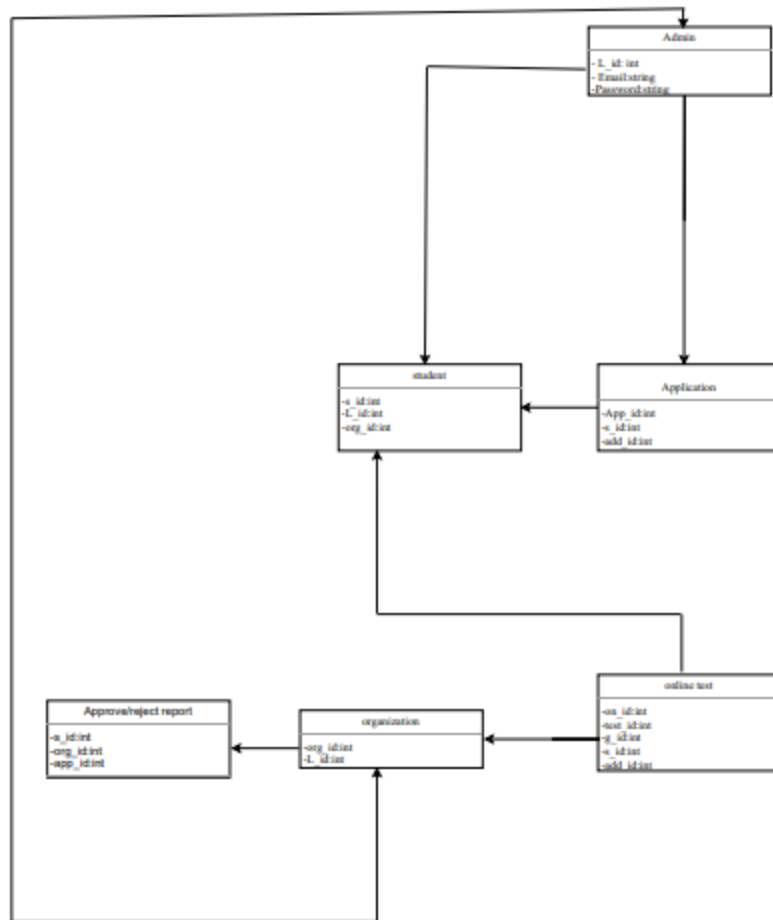 Admin
- L_id: int
- Email:string
-Password:string
student
-s_id:int
-L_id:int
-org_id:int
Application
-App_id:int
-s_id:int
-add_id:int
online test
-on_id:int
-test_id:int
-g_id:int
-s_id:int
-add_id:int
organization
-org_id:int
-L_id:int
Approve/reject report
-s_id:int
-org_id:int
-app_id:int